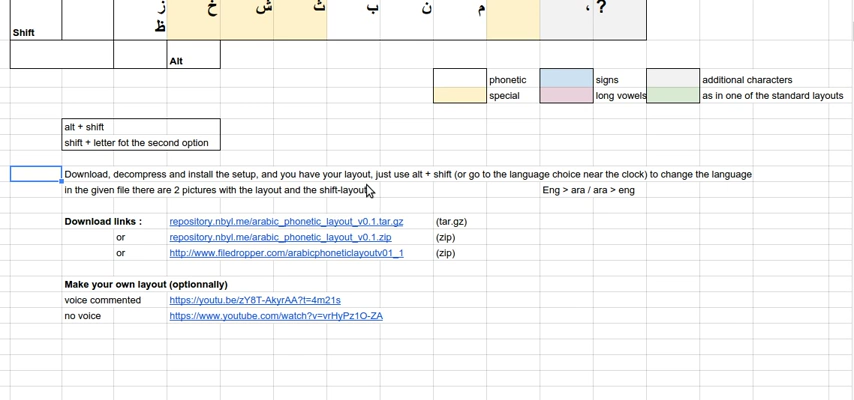 ز خ ش ث ب ن م ، ?
Shift ظ
Alt
phonetic signs additional characters
special long vowels as in one of the standard layouts
alt + shift
shift + letter fot the second option
Download, decompress and install the setup, and you have your layout, just use alt + shift (or go to the language choice near the clock) to change the language
in the given file there are 2 pictures with the layout and the shift-layout Eng > ara / ara > eng
Download links : repository.nbyl.me/arabic_phonetic_layout_v0.1.tar.gz (tar.gz)
or repository.nbyl.me/arabic_phonetic_layout_v0.1.zip (zip)
or http://www.filedropper.com/arabicphoneticlayoutv01_1 (zip)
Make your own layout (optionnally)
voice commented https://youtu.be/zY8T-AkyrAA?t=4m21s
no voice https://www.youtube.com/watch?v=vrHyPz1O-ZA